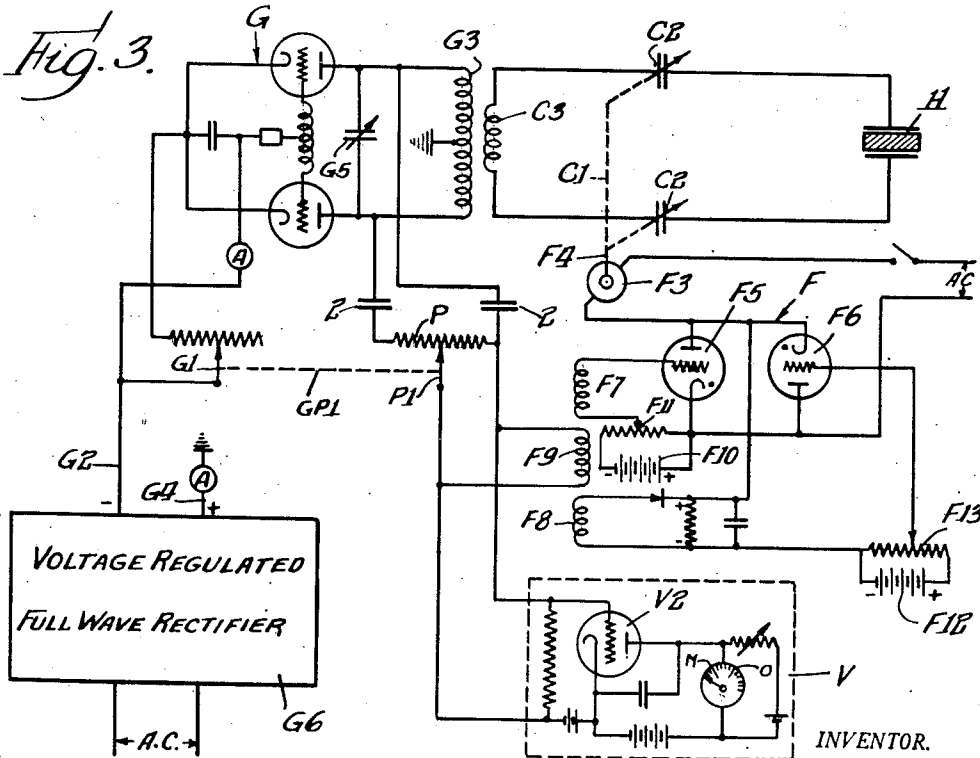 Fig. 3.
G
G3
C2
C3
H
G5
C1
C2
A
F4
F3
AC
2
P
2
F5
F
F6
G1
GP1
P1
F7
F11
G2
F9
F10
A
G4
- +
- +
F8
+
-
F13
- +
F12
VOLTAGE REGULATED
FULL WAVE RECTIFIER
V2
M
O
V
G6
A.C.
INVENTOR.